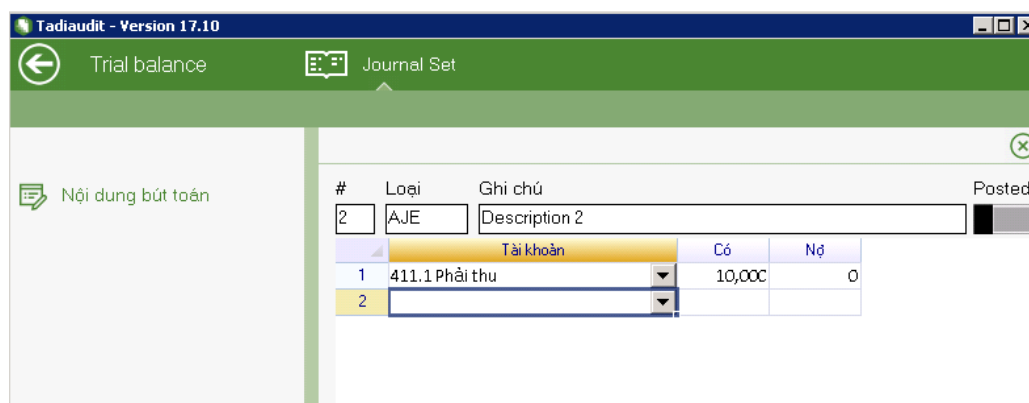 Tadiaudit - Version 17.10
Trial balance Journal Set
Nội dung bút toán
# Loại Ghi chú Posted
2 AJE Description 2
Tài khoản Có Nợ
1 411.1 Phải thu 10,000 0
2